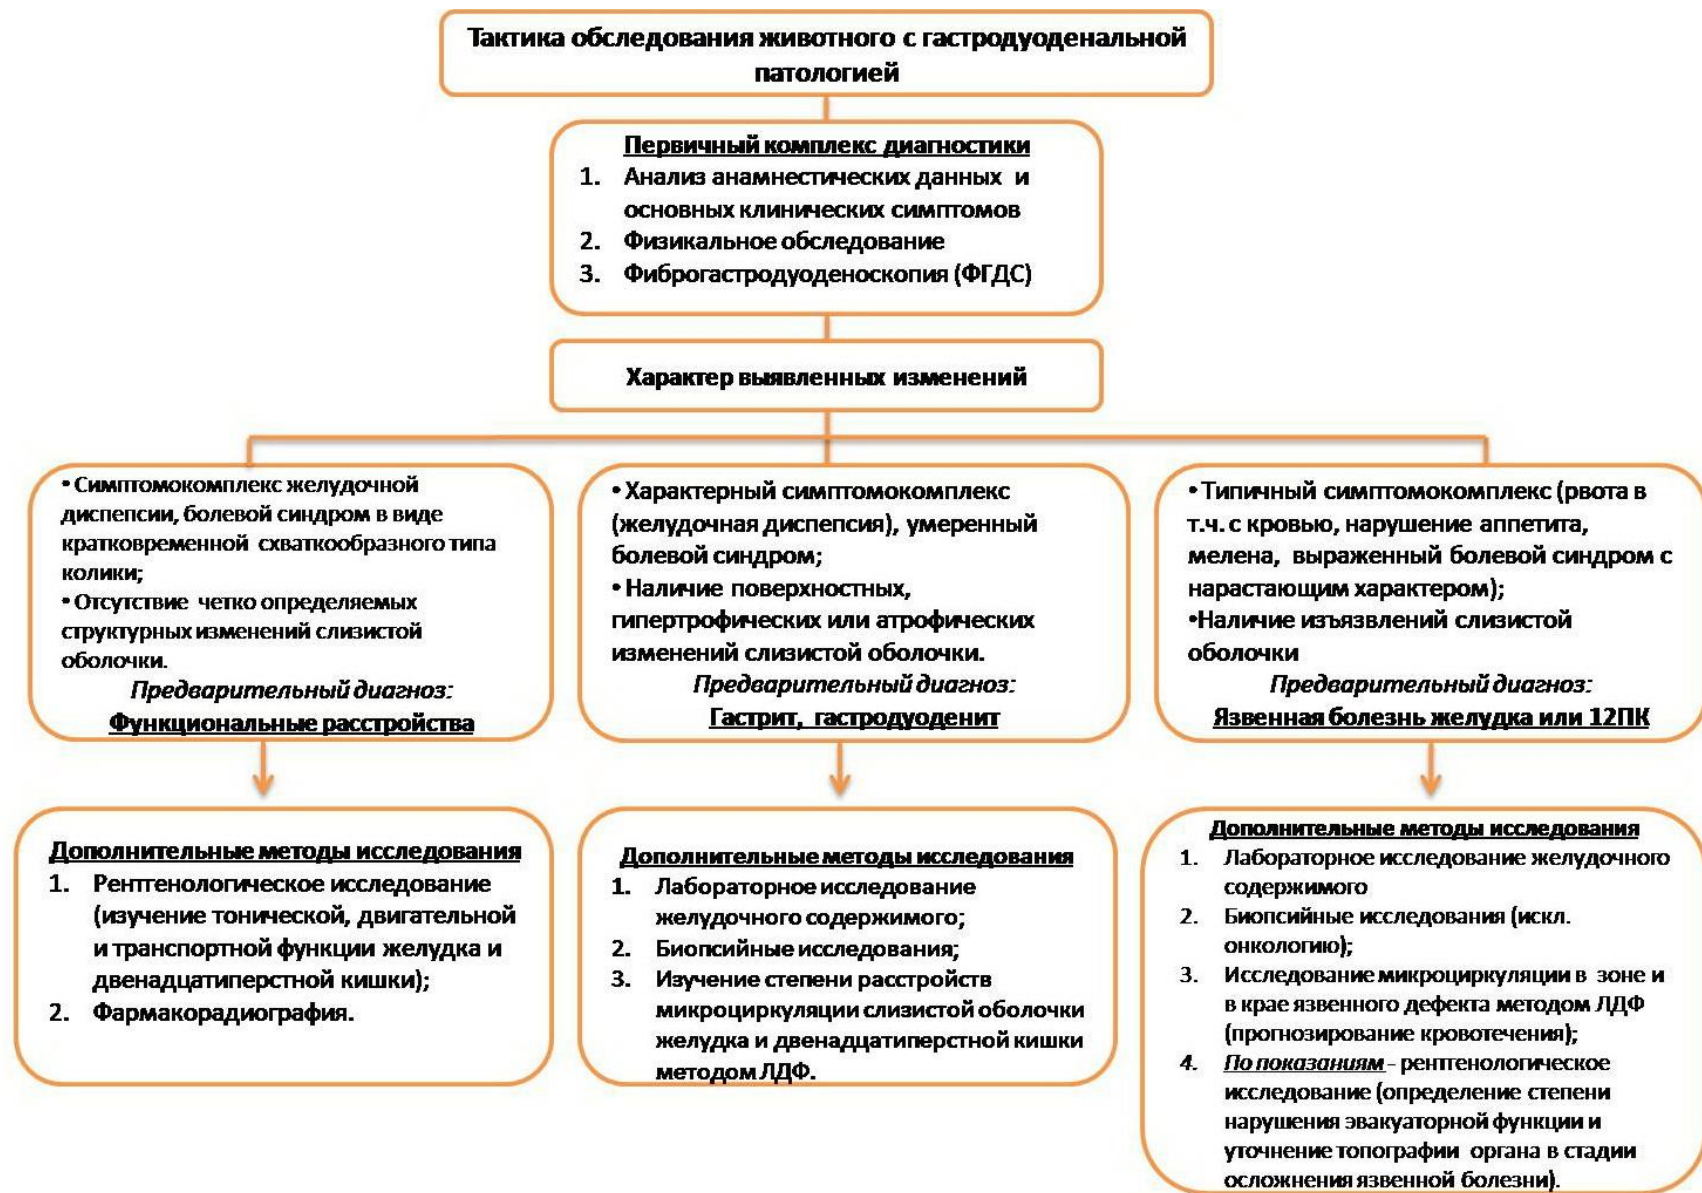 Тактика обследования животного с гастродуоденальной
патологией
Первичный комплекс диагностики
1. Анализ анамнестических данных и
основных клинических симптомов
2. Физикальное обследование
3. Фиброгастродуоденоскопия (ФГДС)
Характер выявленных изменений
• Симптомокомплекс желудочной
диспепсии, болевой синдром в виде
кратковременной схваткообразного типа
колики;
• Отсутствие четко определяемых
структурных изменений слизистой
оболочки.
Предварительный диагноз:
Функциональные расстройства
• Характерный симптомокомплекс
(желудочная диспепсия), умеренный
болевой синдром;
• Наличие поверхностных,
гипертрофических или атрофических
изменений слизистой оболочки.
Предварительный диагноз:
Гастрит, гастродуоденит
• Типичный симптомокомплекс (рвота в
т.ч. с кровью, нарушение аппетита,
мелена, выраженный болевой синдром с
нарастающим характером);
•Наличие изъязвлений слизистой
оболочки
Предварительный диагноз:
Язвенная болезнь желудка или 12ПК
Дополнительные методы исследования
1. Рентгенологическое исследование
(изучение тонической, двигательной
и транспортной функции желудка и
двенадцатиперстной кишки);
2. Фармакорадиография.
Дополнительные методы исследования
1. Лабораторное исследование
желудочного содержимого;
2. Биопсийные исследования;
3. Изучение степени расстройств
микроциркуляции слизистой оболочки
желудка и двенадцатиперстной кишки
методом ЛДФ.
Дополнительные методы исследования
1. Лабораторное исследование желудочного
содержимого
2. Биопсийные исследования (искл.
онкологию);
3. Исследование микроциркуляции в зоне и
в крае язвенного дефекта методом ЛДФ
(прогнозирование кровотечения);
4. По показаниям - рентгенологическое
исследование (определение степени
нарушения эвакуаторной функции и
уточнение топографии органа в стадии
осложнения язвенной болезни).